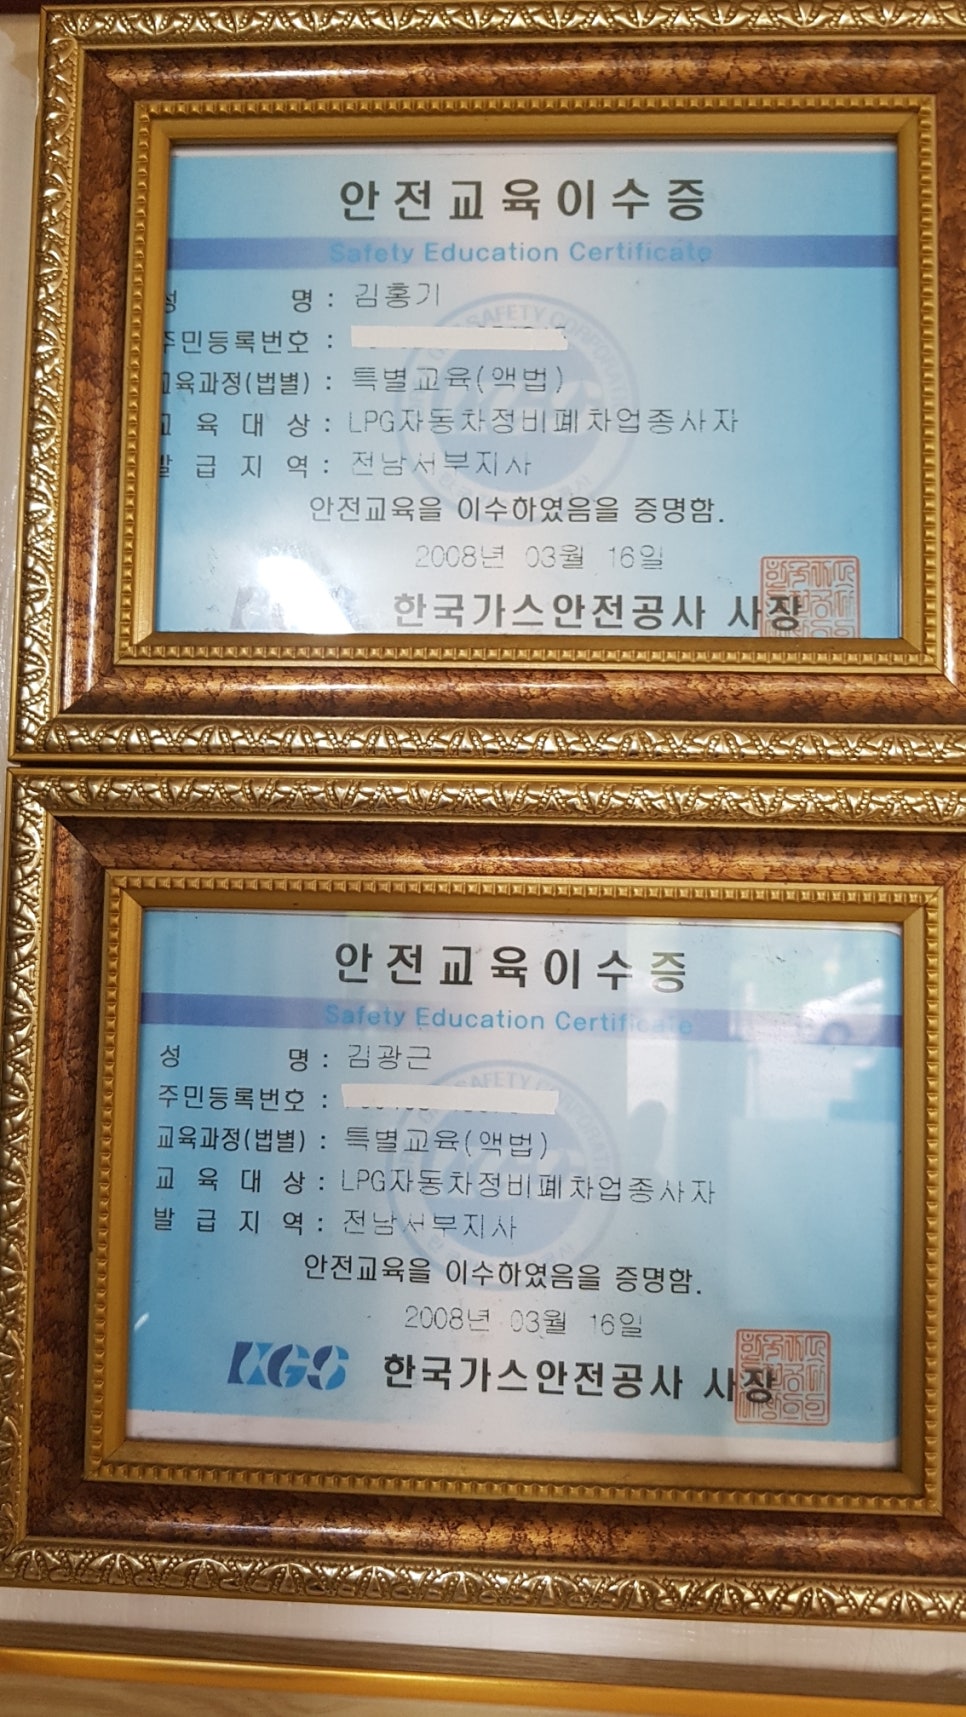 안전교육이수증
Safety Education Certificate
성 명 : 김홍기
주민등록번호 :
교육과정(법별) : 특별교육(액법)
교 육 대 상 : LPG자동차정비폐차업종사자
발 급 지 역 : 전남서부지사
안전교육을 이수하였음을 증명함.
2008년 03월 16일
한국가스안전공사 사장
안전교육이수증
Safety Education Certificate
성 명 : 김광근
주민등록번호 :
교육과정(법별) : 특별교육(액법)
교 육 대 상 : LPG자동차정비폐차업종사자
발 급 지 역 : 전남서부지사
안전교육을 이수하였음을 증명함.
2008년 03월 16일
KGS 한국가스안전공사 사장